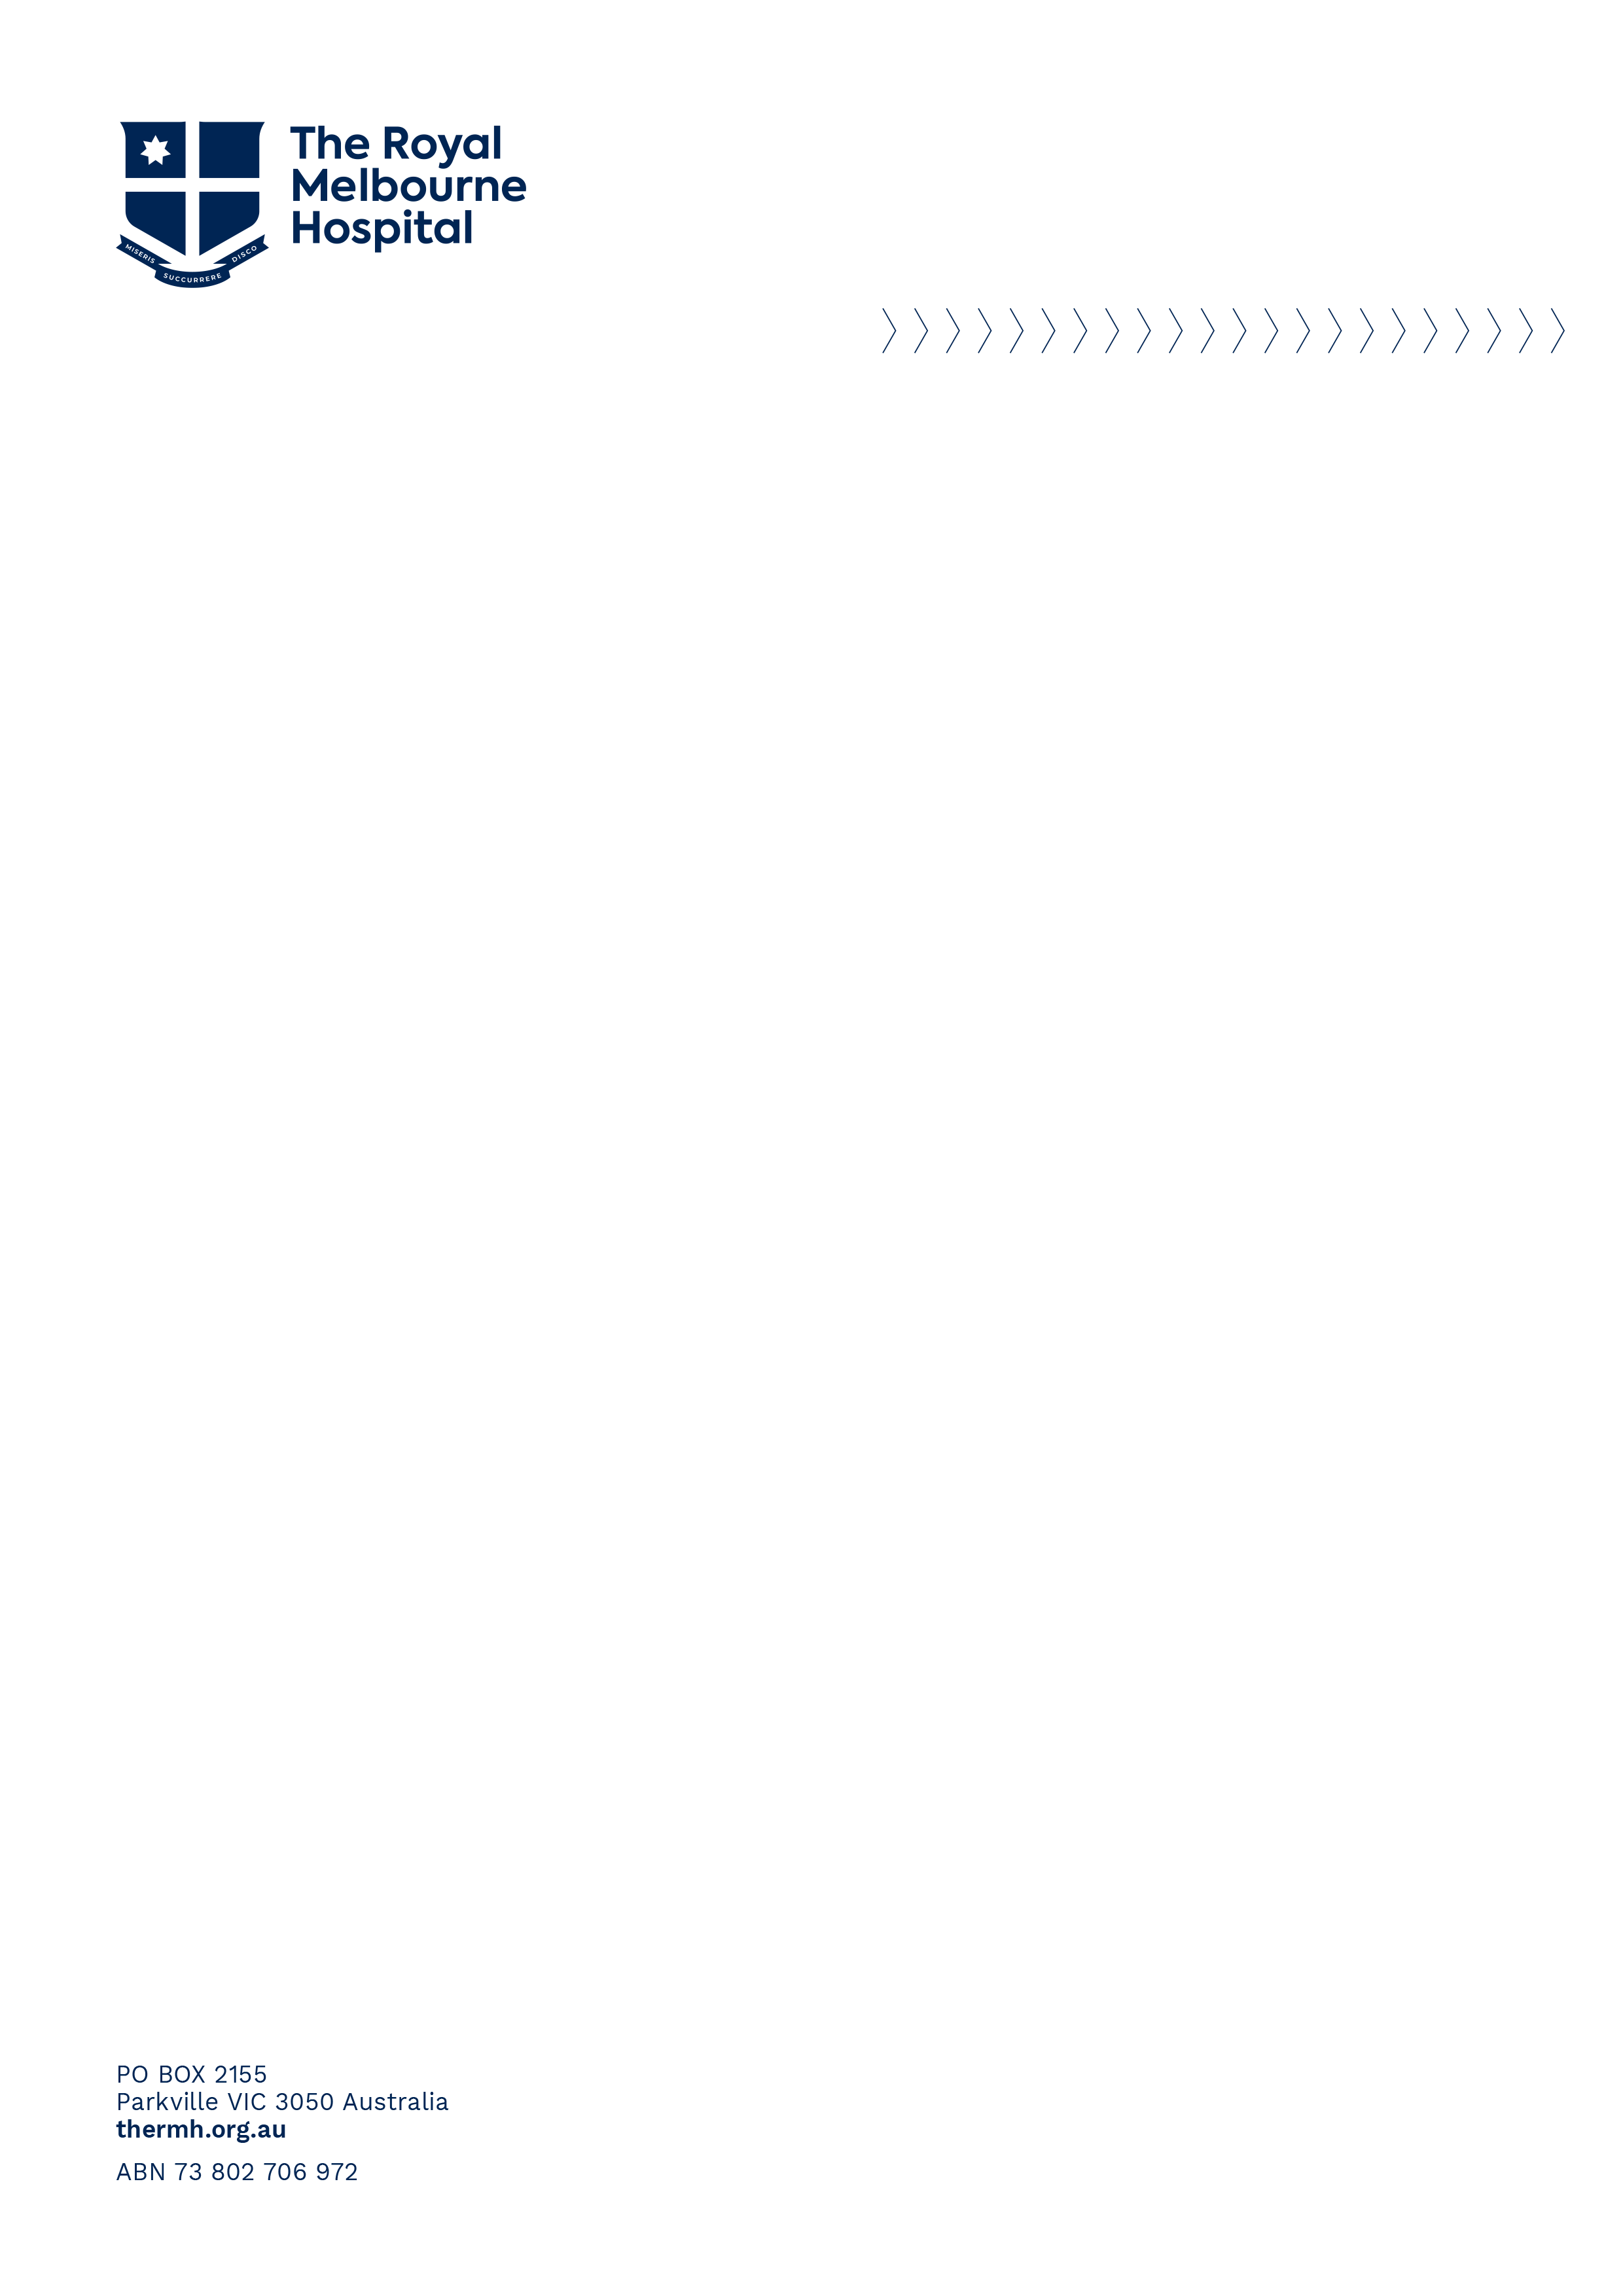 The Royal
Melbourne
Hospital
MISERIS SUCCURRERE DISCO
PO BOX 2155
Parkville VIC 3050 Australia
thermh.org.au
ABN 73 802 706 972